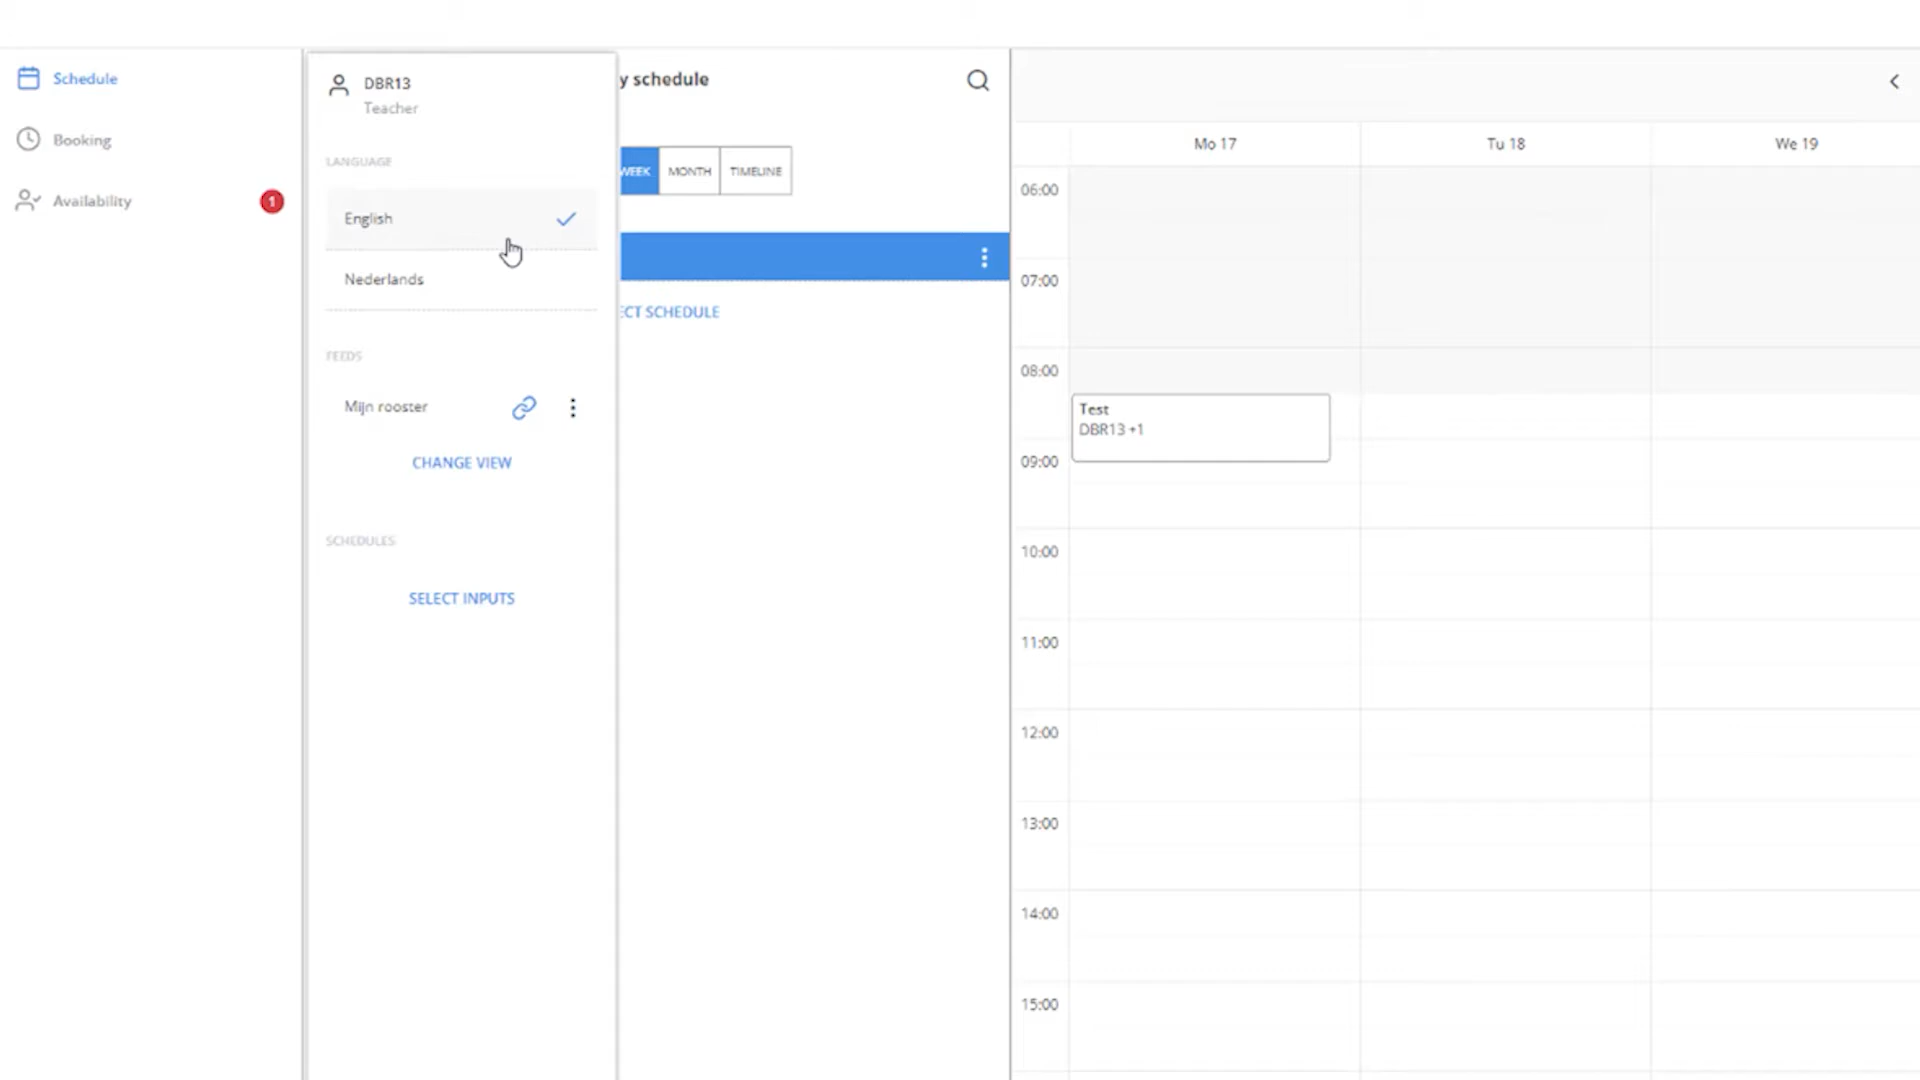 Schedule
Booking
Availability
1
DBR13
Teacher
LANGUAGE
English
Nederlands
FEEDS
Mijn rooster
CHANGE VIEW
SCHEDULES
SELECT INPUTS
y schedule
WEEK
MONTH
TIMELINE
ECT SCHEDULE
Mo 17
Tu 18
We 19
06:00
07:00
08:00
Test
DBR13 +1
09:00
10:00
11:00
12:00
13:00
14:00
15:00